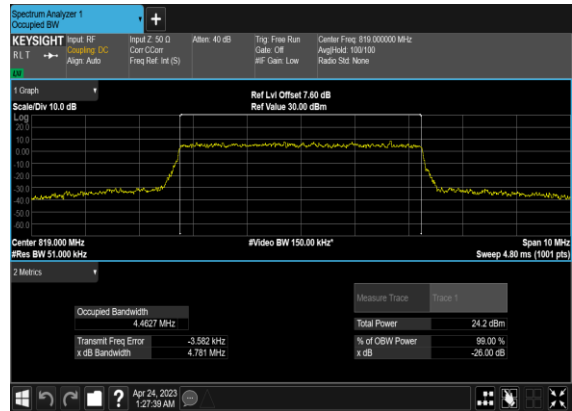 Spectrum Analyzer 1
Occupied BW
+
KEYSIGHT Input: RF Input Z: 50 Ω Atten: 40 dB Trig: Free Run Center Freq: 819.000000 MHz
RLT Coupling: DC Corr CCorr Gate: Off Avg|Hold: 100/100
Align: Auto Freq Ref: Int (S) #IF Gain: Low Radio Std: None
1 Graph Ref Lvl Offset 7.60 dB
Scale/Div 10.0 dB Ref Value 30.00 dBm
Log
20.0
10.0
0.00
-10.0
-20.0
-30.0
-40.0
-50.0
-60.0
Center 819.000 MHz #Video BW 150.00 kHz* Span 10 MHz
#Res BW 51.000 kHz Sweep 4.80 ms (1001 pts)
2 Metrics
Measure Trace Trace 1
Occupied Bandwidth
4.4627 MHz Total Power 24.2 dBm
Transmit Freq Error -3.582 kHz % of OBW Power 99.00 %
x dB Bandwidth 4.781 MHz x dB -26.00 dB
? Apr 24, 2023
1:27:39 AM